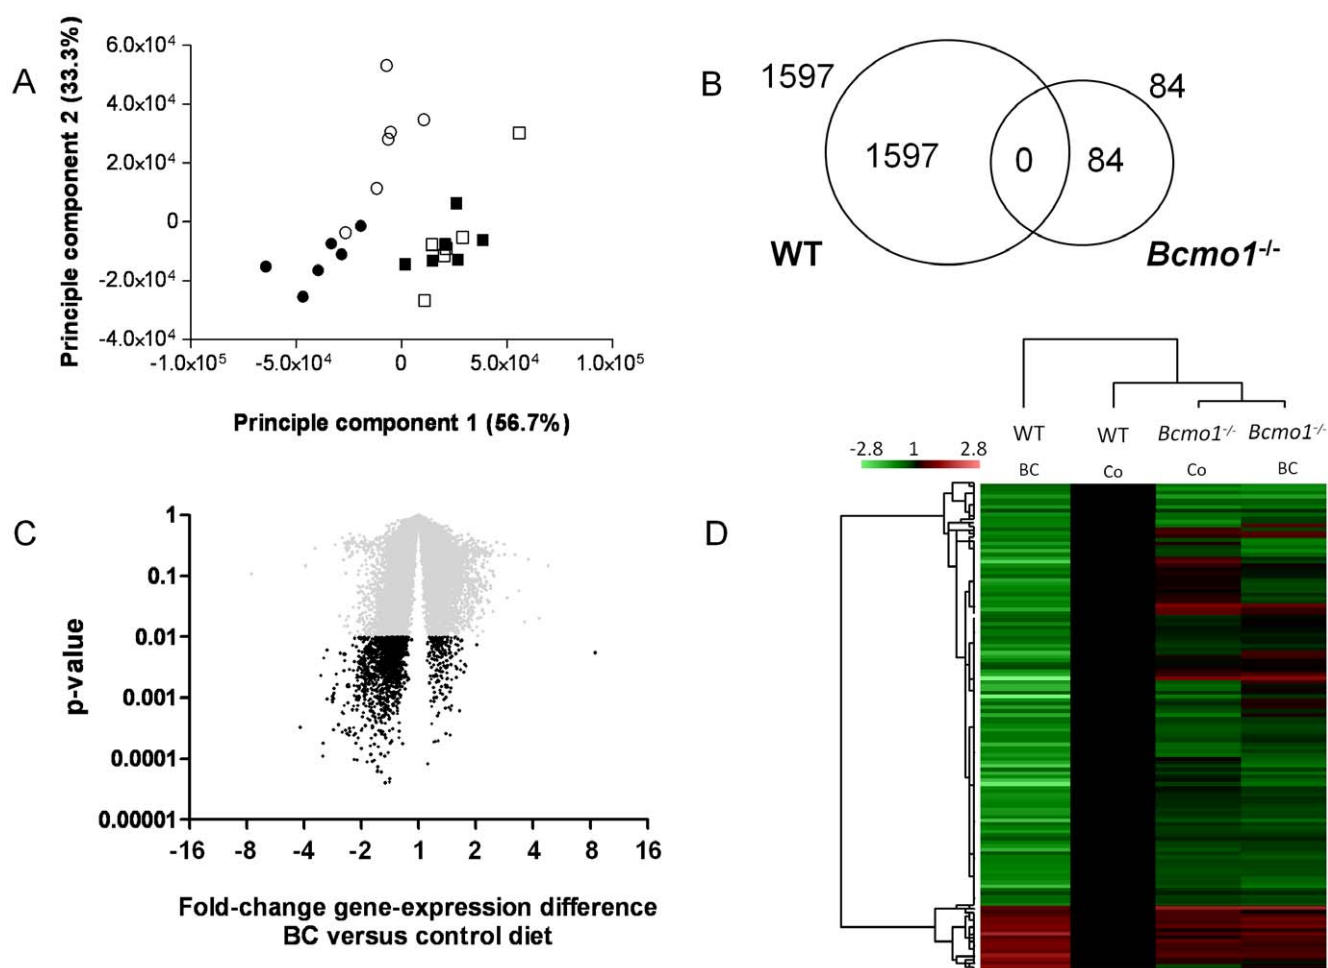 A
Principle component 2 (33.3%)
6.0x10⁴
4.0x10⁴
2.0x10⁴
0
-2.0x10⁴
-4.0x10⁴
-1.0x10⁵ -5.0x10⁴ 0 5.0x10⁴ 1.0x10⁵
Principle component 1 (56.7%)
B
1597 84
1597 0 84
WT Bcmo1⁻/⁻
C
p-value
1
0.1
0.01
0.001
0.0001
0.00001
-16 -8 -4 -2 1 2 4 8 16
Fold-change gene-expression difference
BC versus control diet
D
WT WT Bcmo1⁻/⁻ Bcmo1⁻/⁻
-2.8 1 2.8
BC Co Co BC